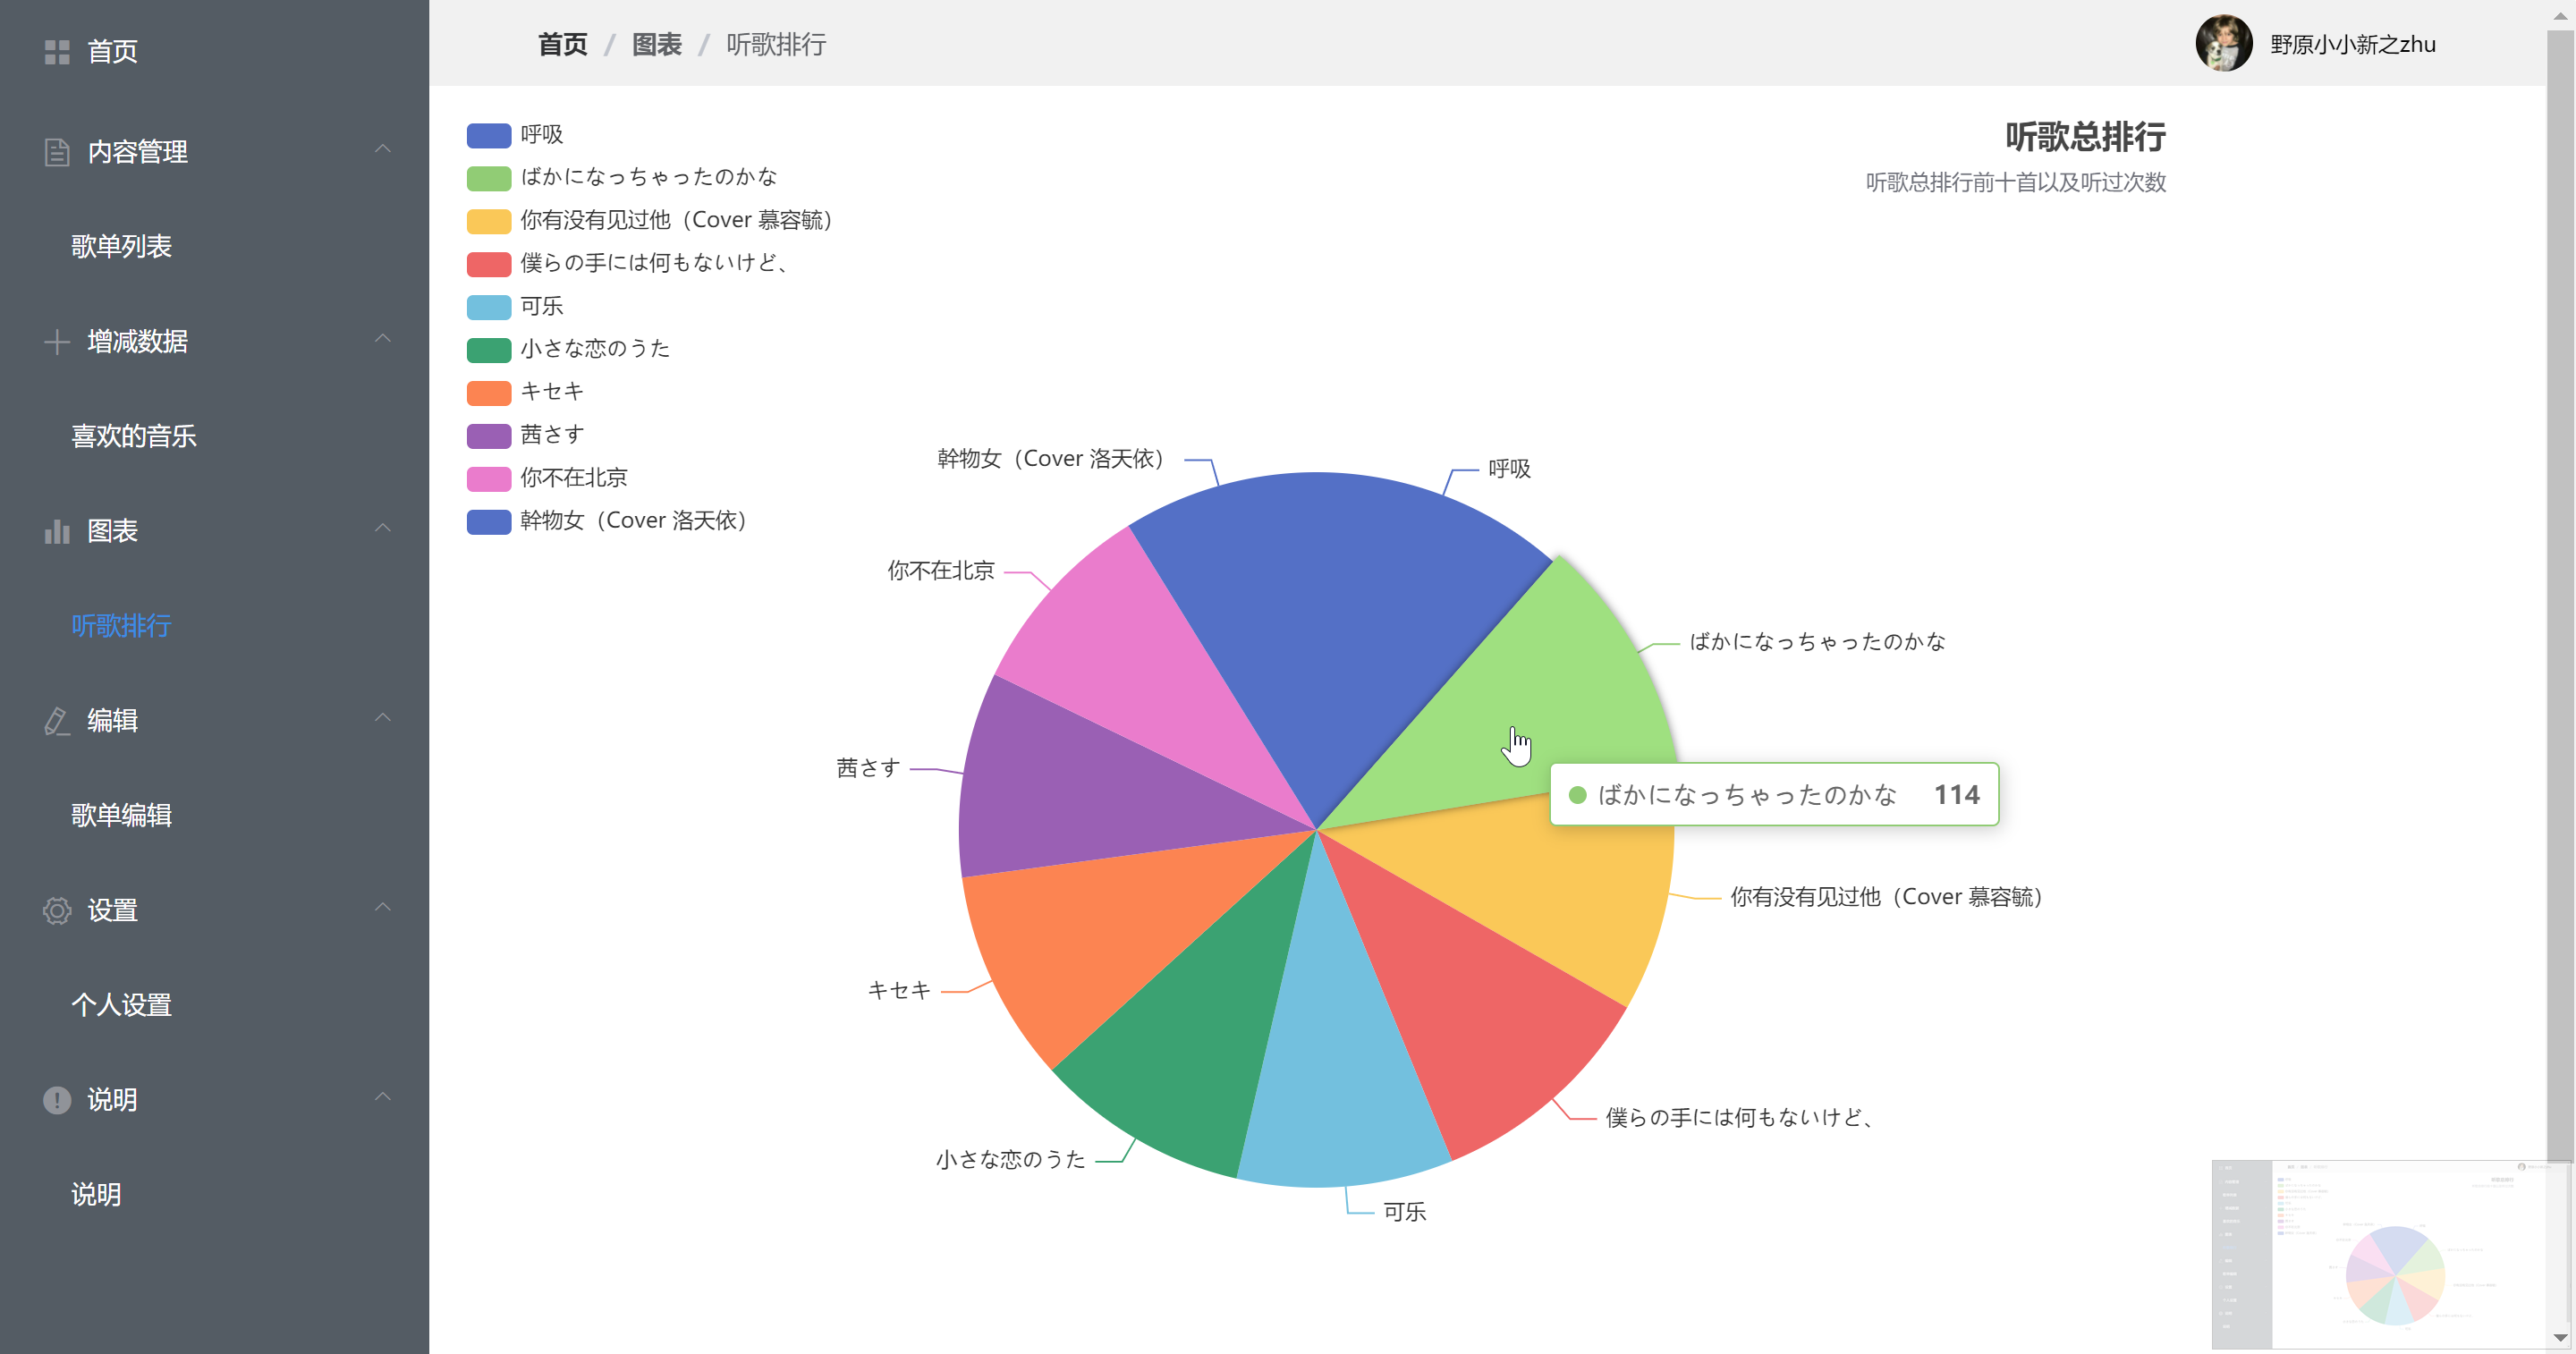 首页
内容管理
歌单列表
增减数据
喜欢的音乐
图表
听歌排行
编辑
歌单编辑
设置
个人设置
说明
说明
首页 / 图表 / 听歌排行
野原小小新之zhu
听歌总排行
听歌总排行前十首以及听过次数
呼吸
ばかになっちゃったのかな
你有没有见过他（Cover 慕容毓）
僕らの手には何もないけど、
可乐
小さな恋のうた
キセキ
茜さす
你不在北京
幹物女（Cover 洛天依）
幹物女（Cover 洛天依）
呼吸
你不在北京
ばかになっちゃったのかな
茜さす
ばかになっちゃったのかな 114
你有没有见过他（Cover 慕容毓）
キセキ
僕らの手には何もないけど、
小さな恋のうた
可乐